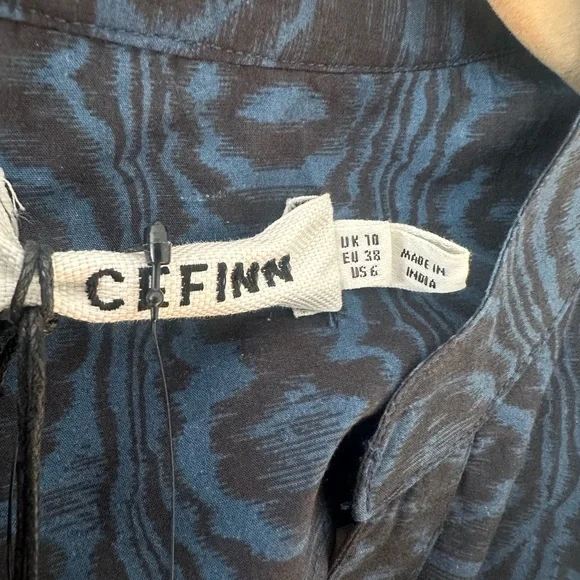 CEFINN
UK 10
EU 38
US 6
MADE IN
INDIA